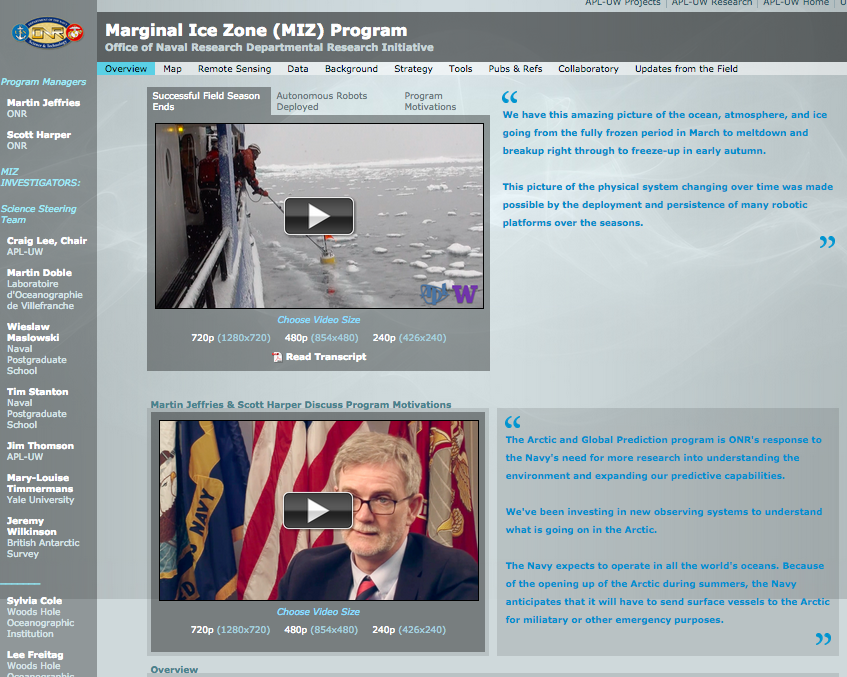 APL-UW Projects | APL-UW Research | APL-UW Home |
ONR
Marginal Ice Zone (MIZ) Program
Office of Naval Research Departmental Research Initiative
Overview Map Remote Sensing Data Background Strategy Tools Pubs & Refs Collaboratory Updates from the Field
Program Managers
Martin Jeffries
ONR
Scott Harper
ONR
MIZ
INVESTIGATORS:
Science Steering
Team
Craig Lee, Chair
APL-UW
Martin Doble
Laboratoire
d'Oceanographie
de Villefranche
Wieslaw
Maslowski
Naval
Postgraduate
School
Tim Stanton
Naval
Postgraduate
School
Jim Thomson
APL-UW
Mary-Louise
Timmermans
Yale University
Jeremy
Wilkinson
British Antarctic
Survey
Sylvia Cole
Woods Hole
Oceanographic
Institution
Lee Freitag
Woods Hole
Oceanographic
Successful Field Season
Ends
Autonomous Robots
Deployed
Program
Motivations
W
Choose Video Size
720p (1280x720) 480p (854x480) 240p (426x240)
Read Transcript
“
We have this amazing picture of the ocean, atmosphere, and ice
going from the fully frozen period in March to meltdown and
breakup right through to freeze-up in early autumn.
This picture of the physical system changing over time was made
possible by the deployment and persistence of many robotic
platforms over the seasons.
”
Martin Jeffries & Scott Harper Discuss Program Motivations
NAVY
Choose Video Size
720p (1280x720) 480p (854x480) 240p (426x240)
“
The Arctic and Global Prediction program is ONR's response to
the Navy's need for more research into understanding the
environment and expanding our predictive capabilities.
We've been investing in new observing systems to understand
what is going on in the Arctic.
The Navy expects to operate in all the world's oceans. Because
of the opening up of the Arctic during summers, the Navy
anticipates that it will have to send surface vessels to the Arctic
for miliatary or other emergency purposes.
”
Overview